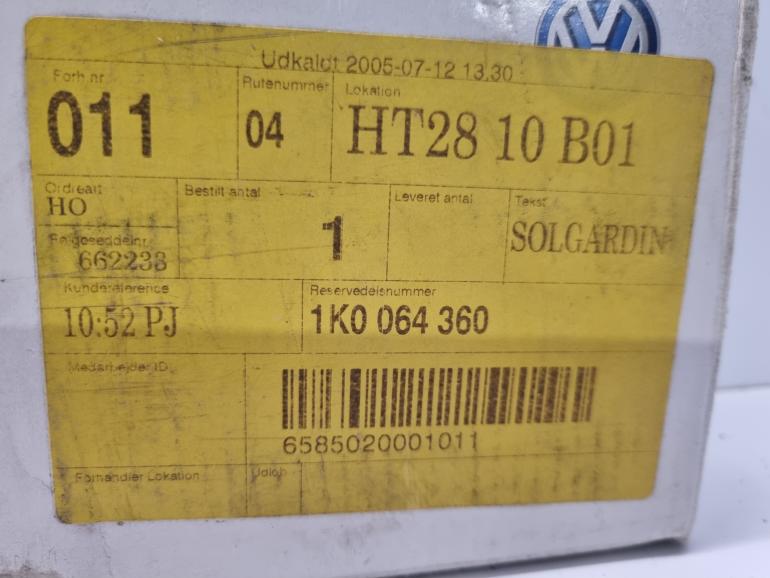 Udkaldt 2005-07-12 13.30
Forh.nr. Rutenummer Lokation
011 04 HT28 10 B01
Ordreart Bestilt antal Leveret antal Tekst
HO 1 SOLGARDIN
Følgeseddelnr.
662233
Kundereference Reservedelsnummer
10:52 PJ 1K0 064 360
Medarbejder ID
6585020001011
Forhandler Lokation Udløb